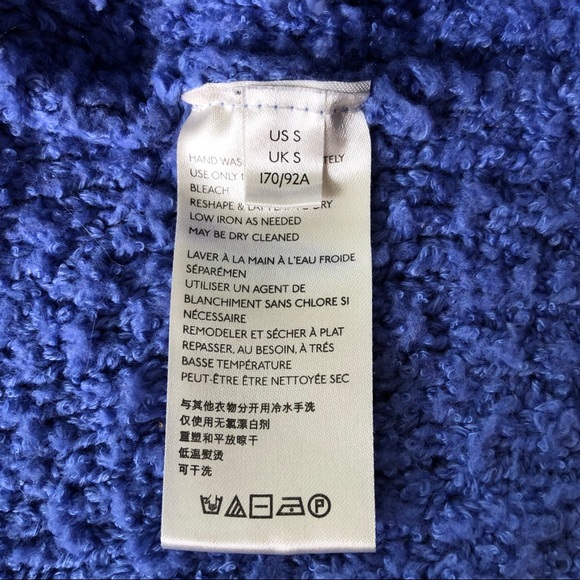 US S
UK S
170/92A
HAND WAS
USE ONLY
BLEACH
RESHAPE & DRY
LOW IRON AS NEEDED
MAY BE DRY CLEANED
LAVER À LA MAIN À L'EAU FROIDE
SÉPARÉMEN
UTILISER UN AGENT DE
BLANCHIMENT SANS CHLORE SI
NÉCESSAIRE
REMODELER ET SÉCHER À PLAT
REPASSER, AU BESOIN, À TRÉS
BASSE TEMPÉRATURE
PEUT-ÊTRE ÊTRE NETTOYÉE SEC
与其他衣物分开用冷水手洗
仅使用无氯漂白剂
重塑和平放晾干
低溫熨烫
可干洗
P